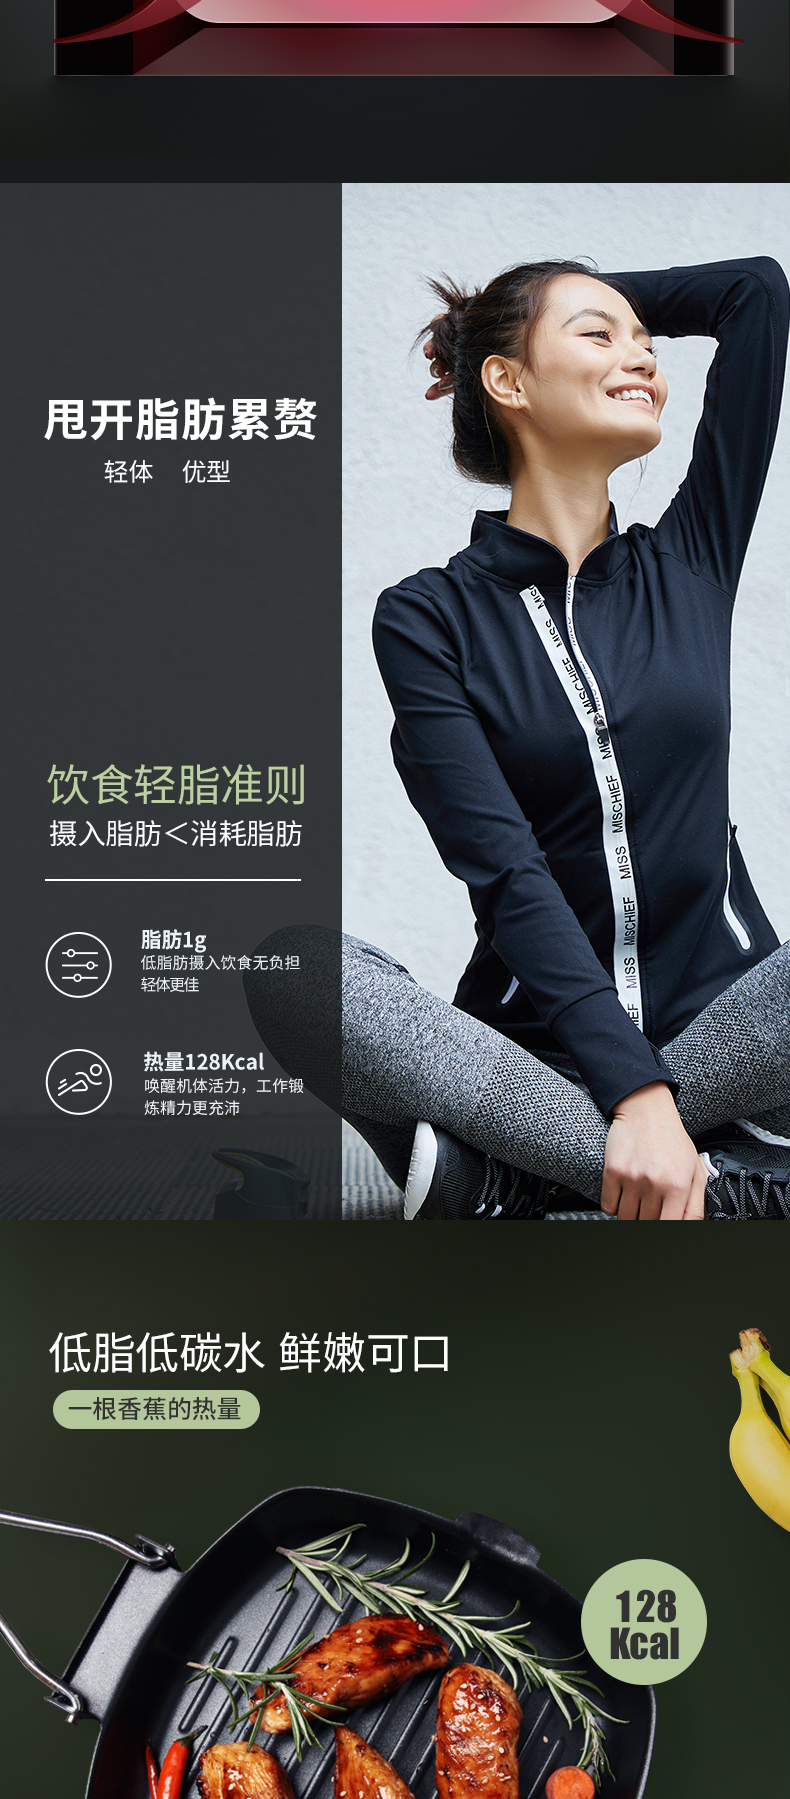 甩开脂肪累赘
轻体 优型
饮食轻脂准则
摄入脂肪＜消耗脂肪
脂肪1g
低脂肪摄入饮食无负担
轻体更佳
热量128Kcal
唤醒机体活力，工作锻
炼精力更充沛
MISS
MISS
MISCHIEF
MISCHIEF
MISCHIEF
MISS
MISCHIEF
MISS
低脂低碳水 鲜嫩可口
一根香蕉的热量
128
Kcal